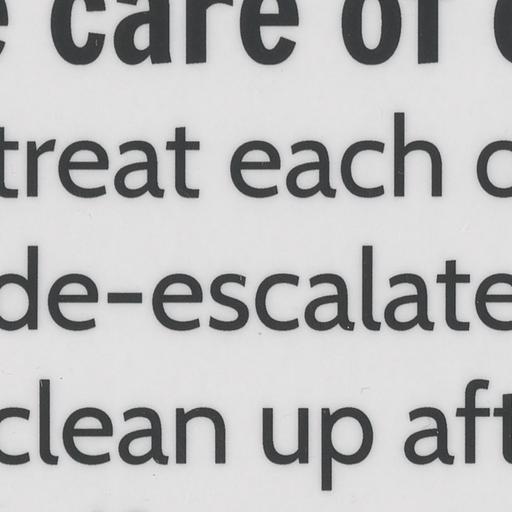 care of
treat each
de-escalate
clean up aft